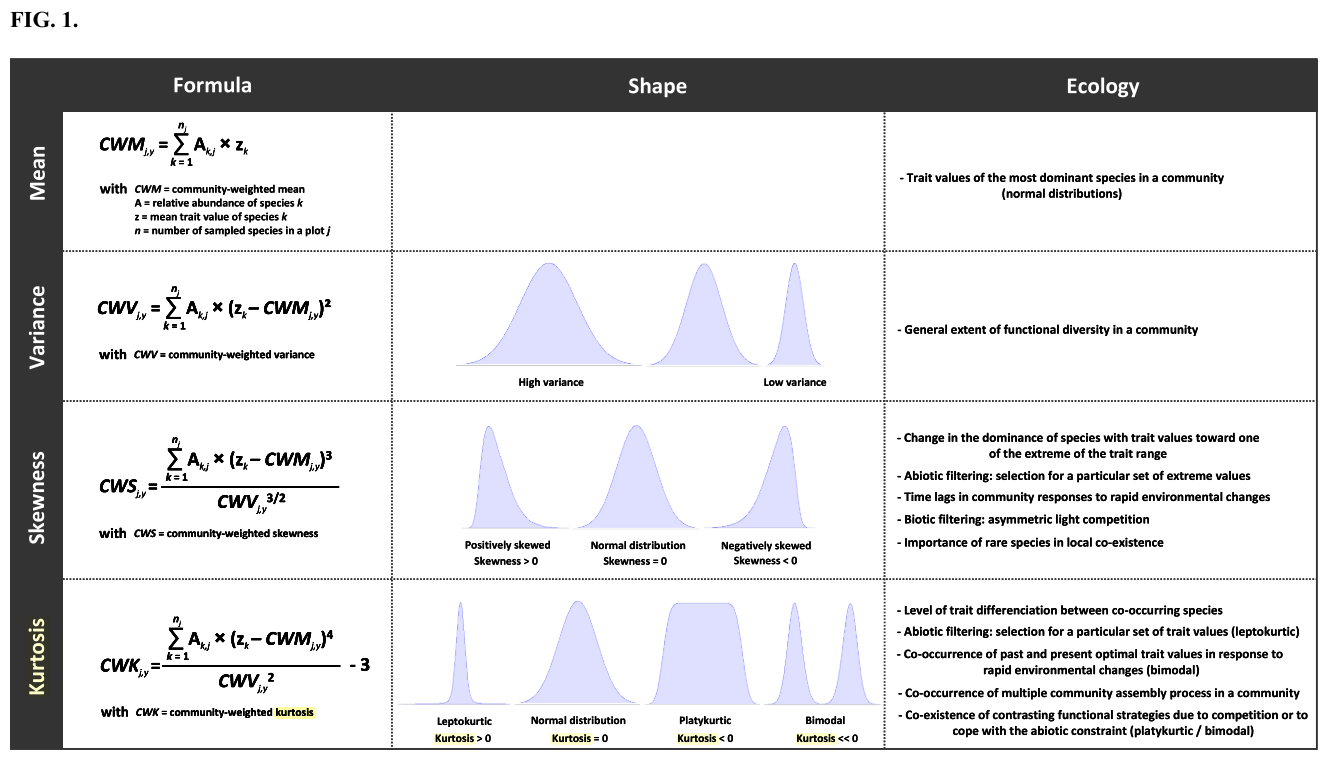 FIG. 1.
Formula
Shape
Ecology
Mean
CWM_{j,y} = \sum_{k=1}^{n_j} A_{k,j} × z_k
with CWM = community-weighted mean
A = relative abundance of species k
z = mean trait value of species k
n = number of sampled species in a plot j
- Trait values of the most dominant species in a community
(normal distributions)
Variance
CWV_{j,y} = \sum_{k=1}^{n_j} A_{k,j} × (z_k – CWM_{j,y})^2
with CWV = community-weighted variance
High variance
Low variance
- General extent of functional diversity in a community
Skewness
CWS_{j,y} = \frac{\sum_{k=1}^{n_j} A_{k,j} × (z_k – CWM_{j,y})^3}{CWV_{j,y}^{3/2}}
with CWS = community-weighted skewness
Positively skewed
Skewness > 0
Normal distribution
Skewness = 0
Negatively skewed
Skewness < 0
- Change in the dominance of species with trait values toward one
of the extreme of the trait range
- Abiotic filtering: selection for a particular set of extreme values
- Time lags in community responses to rapid environmental changes
- Biotic filtering: asymmetric light competition
- Importance of rare species in local co-existence
Kurtosis
CWK_{j,y} = \frac{\sum_{k=1}^{n_j} A_{k,j} × (z_k – CWM_{j,y})^4}{CWV_{j,y}^2} - 3
with CWK = community-weighted kurtosis
Leptokurtic
Kurtosis > 0
Normal distribution
Kurtosis = 0
Platykurtic
Kurtosis < 0
Bimodal
Kurtosis << 0
- Level of trait differenciation between co-occurring species
- Abiotic filtering: selection for a particular set of trait values (leptokurtic)
- Co-occurrence of past and present optimal trait values in response to
rapid environmental changes (bimodal)
- Co-occurrence of multiple community assembly process in a community
- Co-existence of contrasting functional strategies due to competition or to
cope with the abiotic constraint (platykurtic / bimodal)